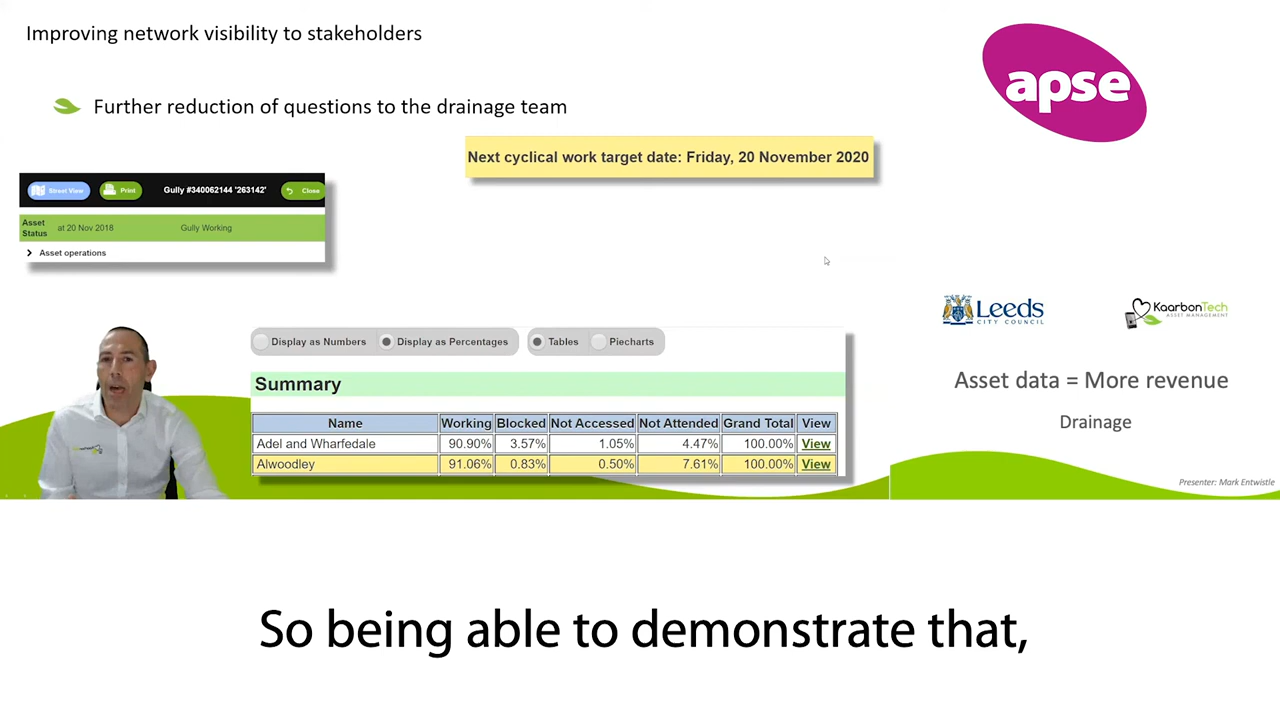 Improving network visibility to stakeholders
apse
Further reduction of questions to the drainage team
Next cyclical work target date: Friday, 20 November 2020
Street View Print Gully #340062144 '263142' Close
Asset Status at 20 Nov 2018 Gully Working
Asset operations
LEEDS CITY COUNCIL
KaarbonTech ASSET MANAGEMENT
Display as Numbers Display as Percentages Tables Piecharts
Summary
Name Working Blocked Not Accessed Not Attended Grand Total View
Adel and Wharfedale 90.90% 3.57% 1.05% 4.47% 100.00% View
Alwoodley 91.06% 0.83% 0.50% 7.61% 100.00% View
Asset data = More revenue
Drainage
Presenter: Mark Entwistle
So being able to demonstrate that,